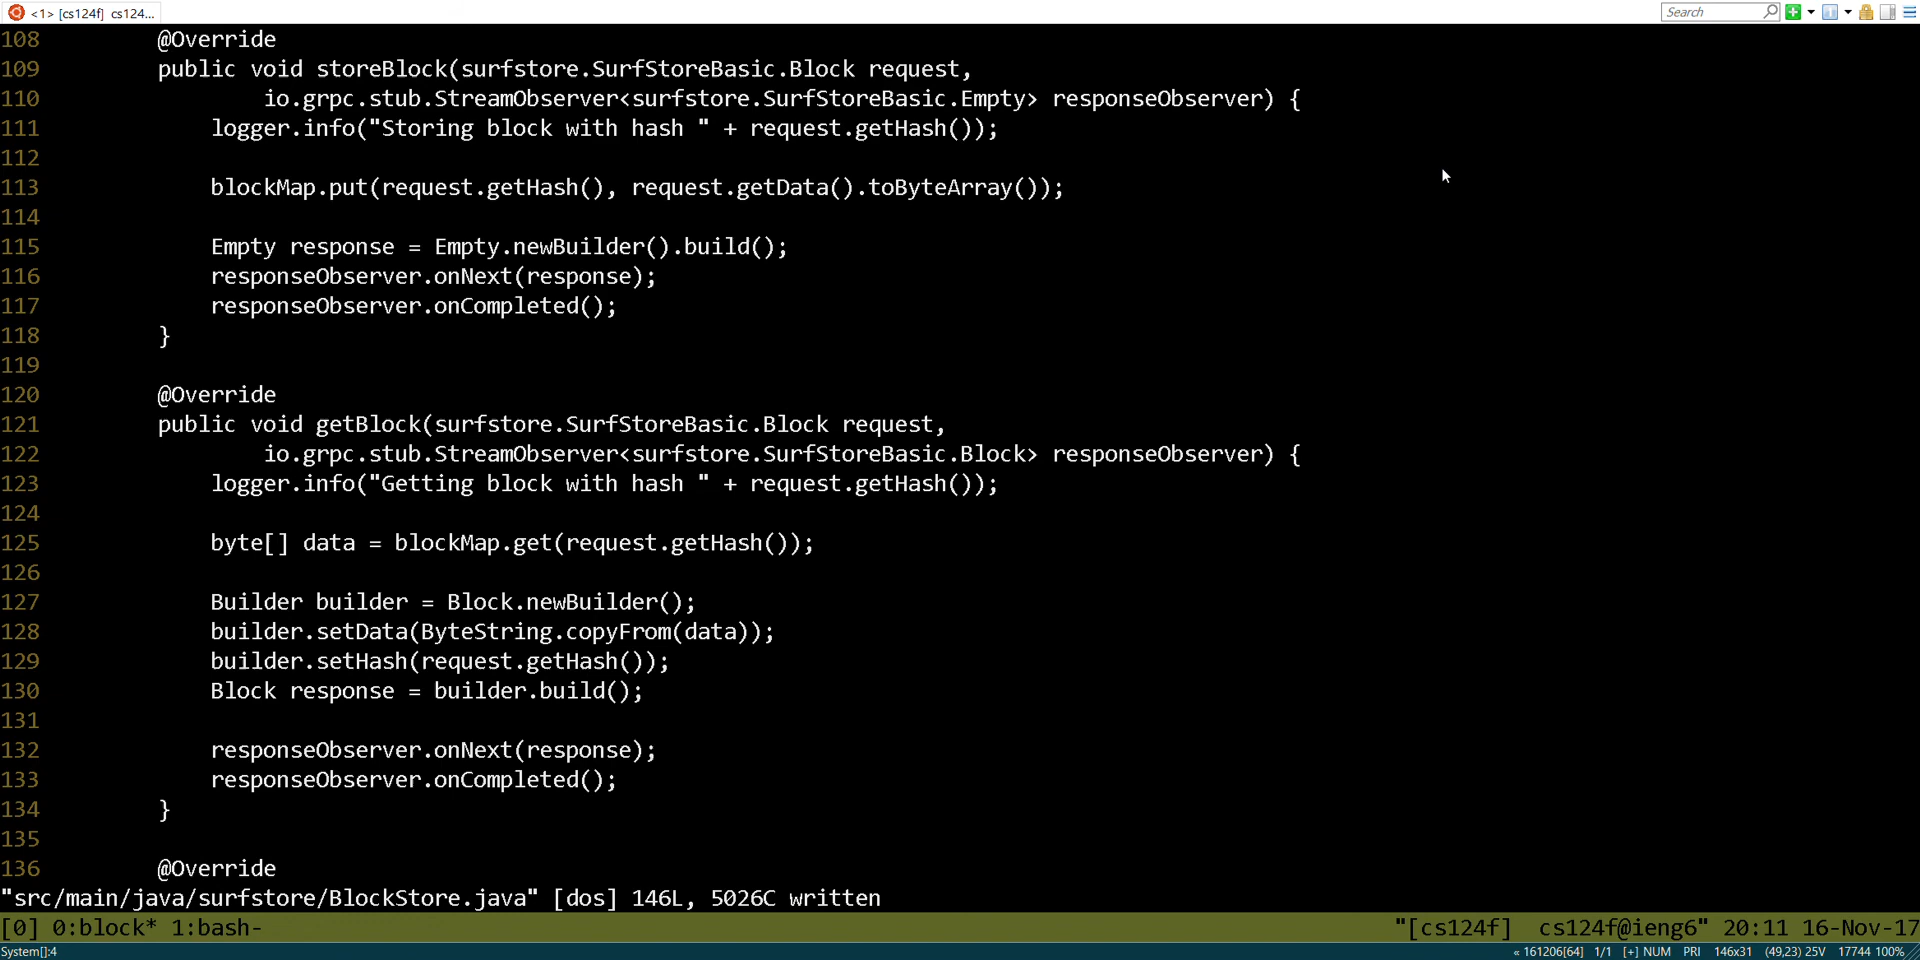 <1> [cs124f] cs124...
Search
108 @Override
109 public void storeBlock(surfstore.SurfStoreBasic.Block request,
110 io.grpc.stub.StreamObserver<surfstore.SurfStoreBasic.Empty> responseObserver) {
111 logger.info("Storing block with hash " + request.getHash());
112
113 blockMap.put(request.getHash(), request.getData().toByteArray());
114
115 Empty response = Empty.newBuilder().build();
116 responseObserver.onNext(response);
117 responseObserver.onCompleted();
118 }
119
120 @Override
121 public void getBlock(surfstore.SurfStoreBasic.Block request,
122 io.grpc.stub.StreamObserver<surfstore.SurfStoreBasic.Block> responseObserver) {
123 logger.info("Getting block with hash " + request.getHash());
124
125 byte[] data = blockMap.get(request.getHash());
126
127 Builder builder = Block.newBuilder();
128 builder.setData(ByteString.copyFrom(data));
129 builder.setHash(request.getHash());
130 Block response = builder.build();
131
132 responseObserver.onNext(response);
133 responseObserver.onCompleted();
134 }
135
136 @Override
"src/main/java/surfstore/BlockStore.java" [dos] 146L, 5026C written
[0] 0:block* 1:bash- "[cs124f] cs124f@ieng6" 20:11 16-Nov-17
System[]:4 « 161206[64] 1/1 [+] NUM PRI 146x31 (49,23) 25V 17744 100%